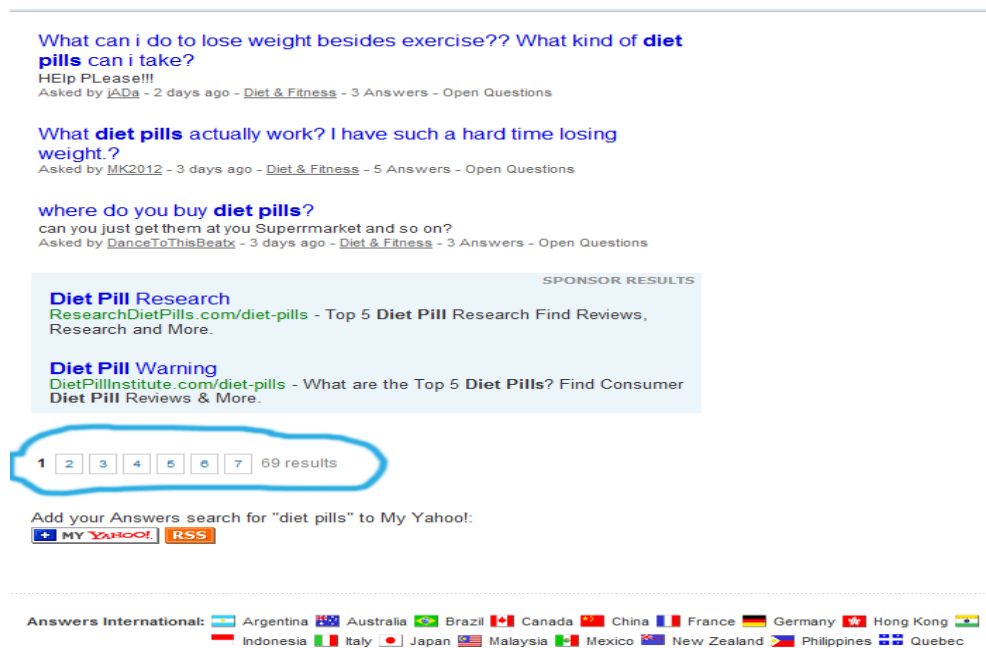 What can i do to lose weight besides exercise?? What kind of diet
pills can i take?
HElp PLease!!!
Asked by jADa - 2 days ago - Diet & Fitness - 3 Answers - Open Questions
What diet pills actually work? I have such a hard time losing
weight.?
Asked by MK2012 - 3 days ago - Diet & Fitness - 5 Answers - Open Questions
where do you buy diet pills?
can you just get them at you Superrmarket and so on?
Asked by DanceToThisBeatx - 3 days ago - Diet & Fitness - 3 Answers - Open Questions
SPONSOR RESULTS
Diet Pill Research
ResearchDietPills.com/diet-pills - Top 5 Diet Pill Research Find Reviews,
Research and More.
Diet Pill Warning
DietPillInstitute.com/diet-pills - What are the Top 5 Diet Pills? Find Consumer
Diet Pill Reviews & More.
1 2 3 4 5 6 7 69 results
Add your Answers search for "diet pills" to My Yahoo!:
+ MY YAHOO! RSS
Answers International: Argentina Australia Brazil Canada China France Germany Hong Kong
Indonesia Italy Japan Malaysia Mexico New Zealand Philippines Quebec